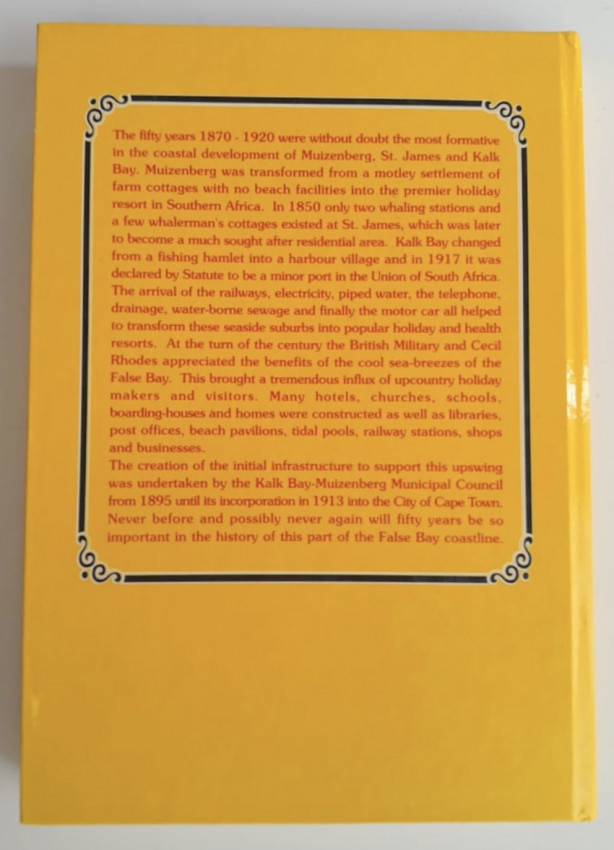 The fifty years 1870 - 1920 were without doubt the most formative
in the coastal development of Muizenberg, St. James and Kalk
Bay. Muizenberg was transformed from a motley settlement of
farm cottages with no beach facilities into the premier holiday
resort in Southern Africa. In 1850 only two whaling stations and
a few whalerman's cottages existed at St. James, which was later
to become a much sought after residential area. Kalk Bay changed
from a fishing hamlet into a harbour village and in 1917 it was
declared by Statute to be a minor port in the Union of South Africa.
The arrival of the railways, electricity, piped water, the telephone,
drainage, water-borne sewage and finally the motor car all helped
to transform these seaside suburbs into popular holiday and health
resorts. At the turn of the century the British Military and Cecil
Rhodes appreciated the benefits of the cool sea-breezes of the
False Bay. This brought a tremendous influx of upcountry holiday
makers and visitors. Many hotels, churches, schools,
boarding-houses and homes were constructed as well as libraries,
post offices, beach pavilions, tidal pools, railway stations, shops
and businesses.
The creation of the initial infrastructure to support this upswing
was undertaken by the Kalk Bay-Muizenberg Municipal Council
from 1895 until its incorporation in 1913 into the City of Cape Town.
Never before and possibly never again will fifty years be so
important in the history of this part of the False Bay coastline.